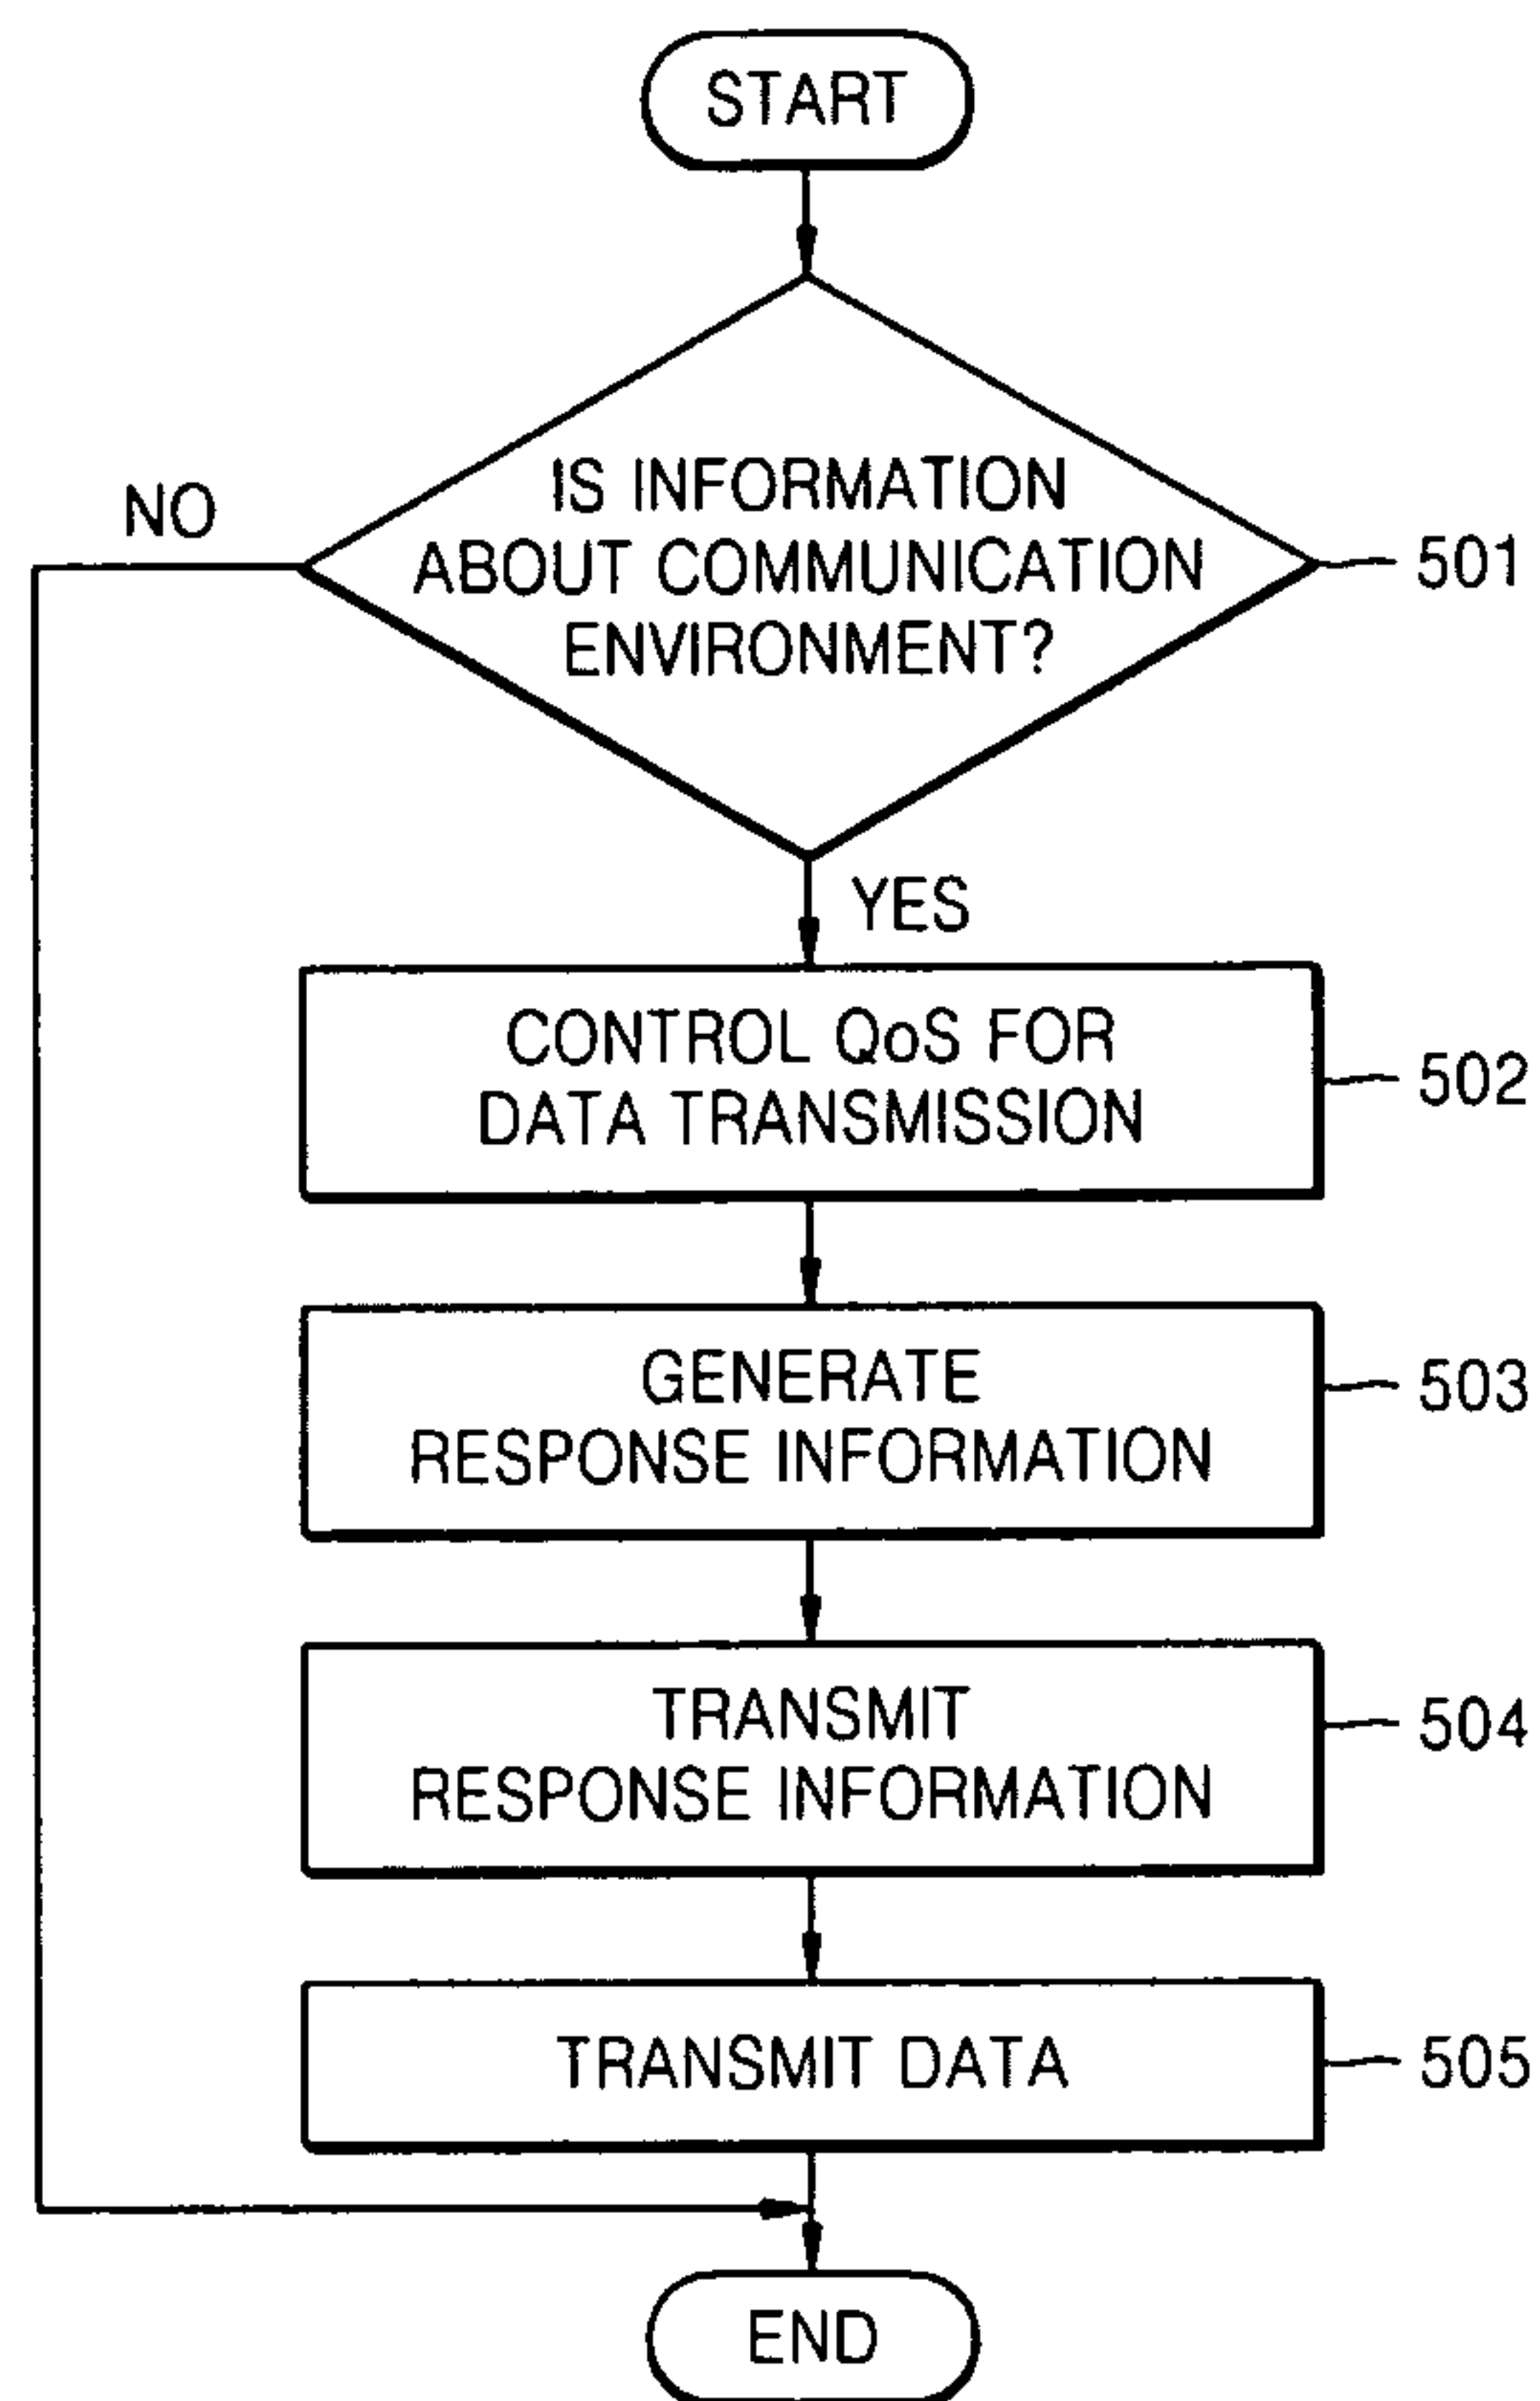 START
IS INFORMATION
ABOUT COMMUNICATION
ENVIRONMENT?
501
NO
YES
CONTROL QoS FOR
DATA TRANSMISSION
502
GENERATE
RESPONSE INFORMATION
503
TRANSMIT
RESPONSE INFORMATION
504
TRANSMIT DATA
505
END